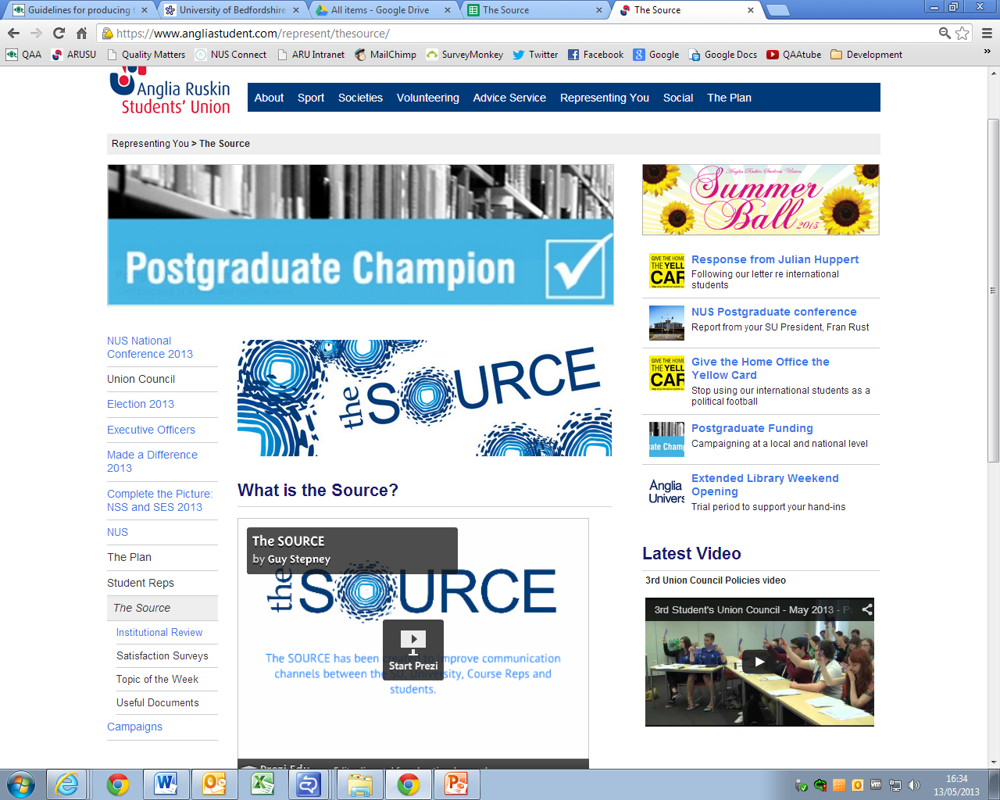 Guidelines for producing
University of Bedfordshire
All items - Google Drive
The Source
The Source
https://www.angliastudent.com/represent/thesource/
QAA
ARUSU
Quality Matters
NUS Connect
ARU Intranet
MailChimp
SurveyMonkey
Twitter
Facebook
Google
Google Docs
QAAtube
Development
Anglia Ruskin
Students' Union
About Sport Societies Volunteering Advice Service Representing You Social The Plan
Representing You > The Source
Postgraduate Champion
Campaigning at a local and national level
NUS National
Conference 2013
Union Council
Election 2013
Executive Officers
Made a Difference
2013
Complete the Picture:
NSS and SES 2013
NUS
The Plan
Student Reps
The Source
Institutional Review
Satisfaction Surveys
Topic of the Week
Useful Documents
Campaigns
the SOURCE
What is the Source?
The SOURCE
by Guy Stepney
the SOURCE
The SOURCE has been created to improve communication
channels between the SU, University, Course Reps and
students.
Start Prezi
Anglia Ruskin Students' Union
Summer
Ball
2013
GIVE THE HOME
THE YELL
CAR
Response from Julian Huppert
Following our letter re international
students
NUS Postgraduate conference
Report from your SU President, Fran Rust
GIVE THE HOME
THE YELL
CAR
Give the Home Office the
Yellow Card
Stop using our international students as a
political football
ate Cham
Postgraduate Funding
Campaigning at a local and national level
Anglia
Univers
Extended Library Weekend
Opening
Trial period to support your hand-ins
Latest Video
3rd Union Council Policies video
3rd Student's Union Council - May 2013 - P
16:34
13/05/2013